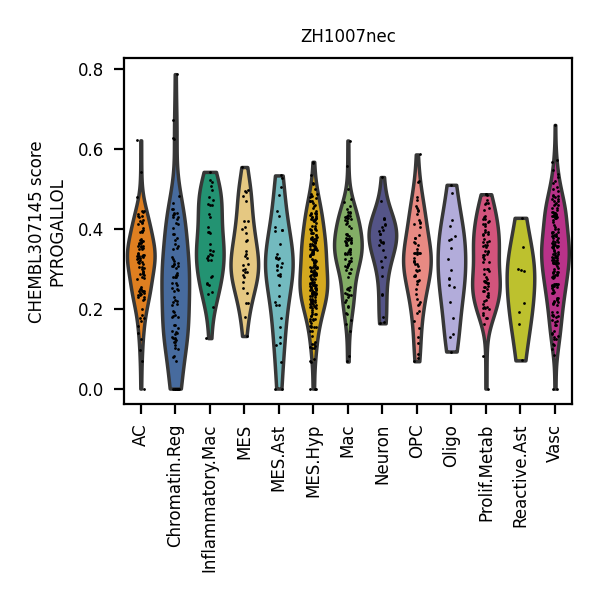 ZH1007nec
CHEMBL307145 score
PYROGALLOL
0.8
0.6
0.4
0.2
0.0
AC
Chromatin.Reg
Inflammatory.Mac
MES
MES.Ast
MES.Hyp
Mac
Neuron
OPC
Oligo
Prolif.Metab
Reactive.Ast
Vasc